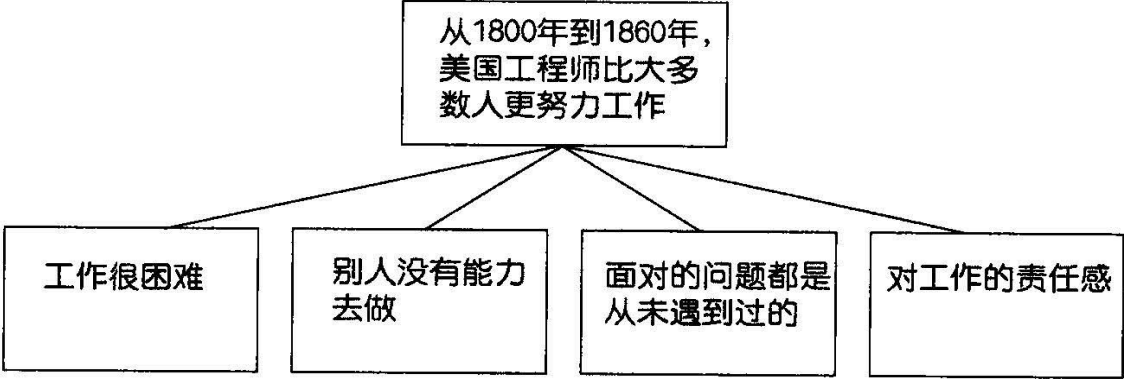 从1800年到1860年，
美国工程师比大多
数人更努力工作
工作很困难
别人没有能力
去做
面对的问题都是
从未遇到过的
对工作的责任感